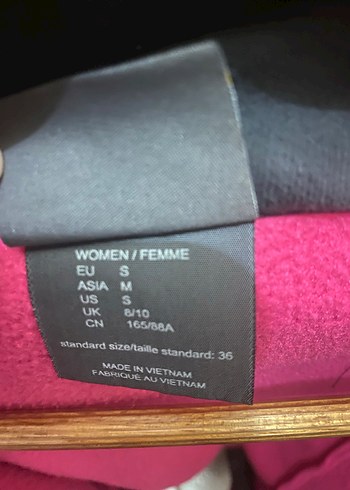 WOMEN / FEMME
EU S
ASIA M
US S
UK 8/10
CN 165/88A
standard size/taille standard: 36
MADE IN VIETNAM
FABRIQUÉ AU VIETNAM